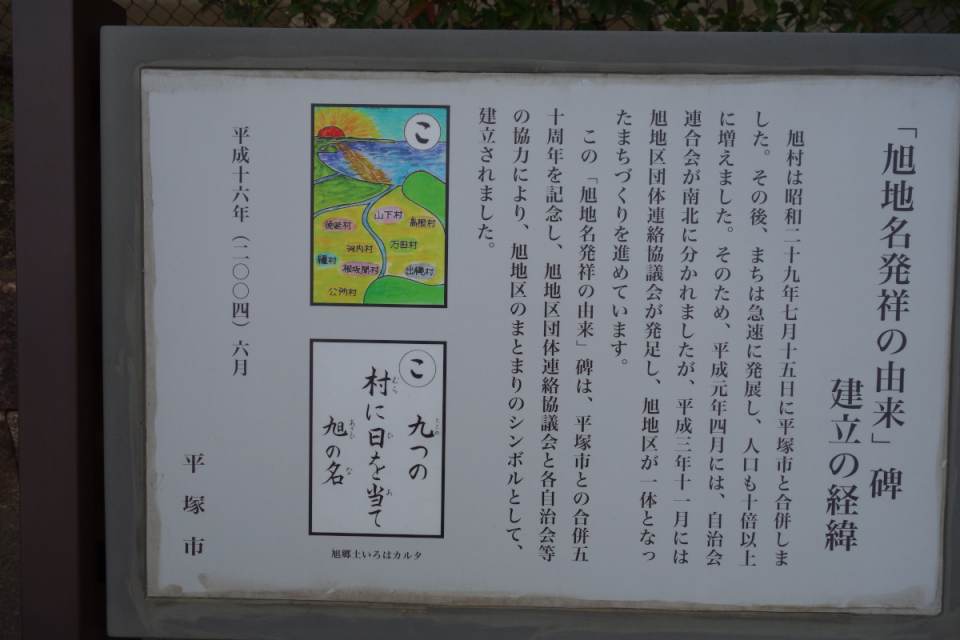 「旭地名発祥の由来」碑
建立の経緯
旭村は昭和二十九年七月十五日に平塚市と合併しま
した。その後、まちは急速に発展し、人口も十倍以上
に増えました。そのため、平成元年四月には、自治会
連合会が南北に分かれましたが、平成三年十一月には
旭地区団体連絡協議会が発足し、旭地区が一体となっ
たまちづくりを進めています。
この「旭地名発祥の由来」碑は、平塚市との合併五
十周年を記念し、旭地区団体連絡協議会と各自治会等
の協力により、旭地区のまとまりのシンボルとして、
建立されました。
こ
山下村
高根村
万田村
河内村
根坂間村
出縄村
公所村
こ
九つの
村に日を当て
旭の名
旭郷土いろはカルタ
平成十六年(二〇〇四)六月
平塚市